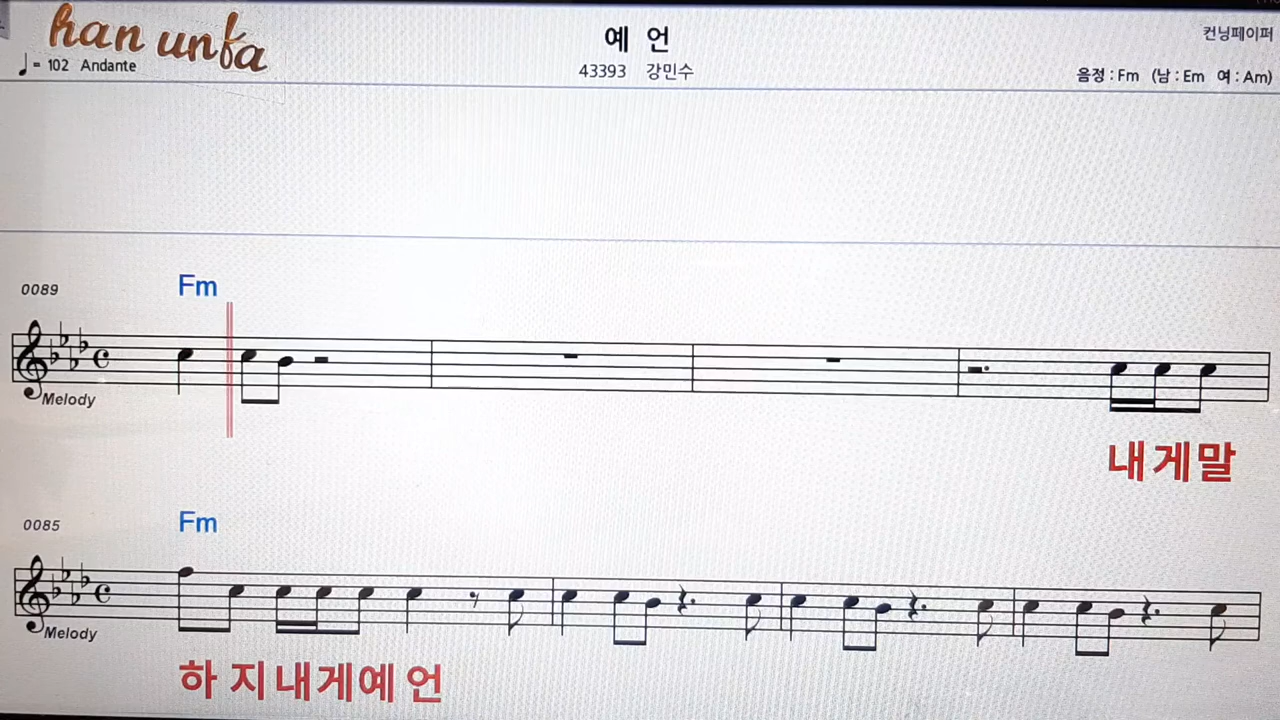 han unfa
예 언
컨닝페이퍼
♩= 102 Andante
43393 강민수
음정 : Fm (남 : Em 여 : Am)
0089
Fm
Melody
내게말
0085
Fm
Melody
하 지내게예 언